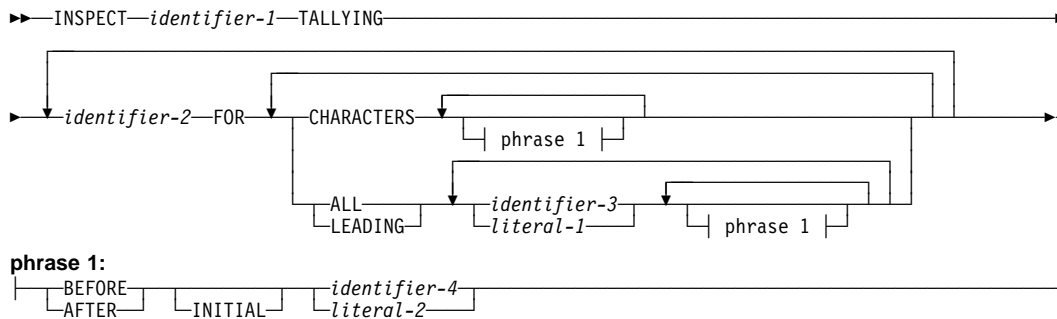 INSPECT identifier-1 TALLYING
identifier-2 FOR CHARACTERS
phrase 1
ALL identifier-3
LEADING literal-1
phrase 1
phrase 1:
BEFORE identifier-4
AFTER INITIAL literal-2